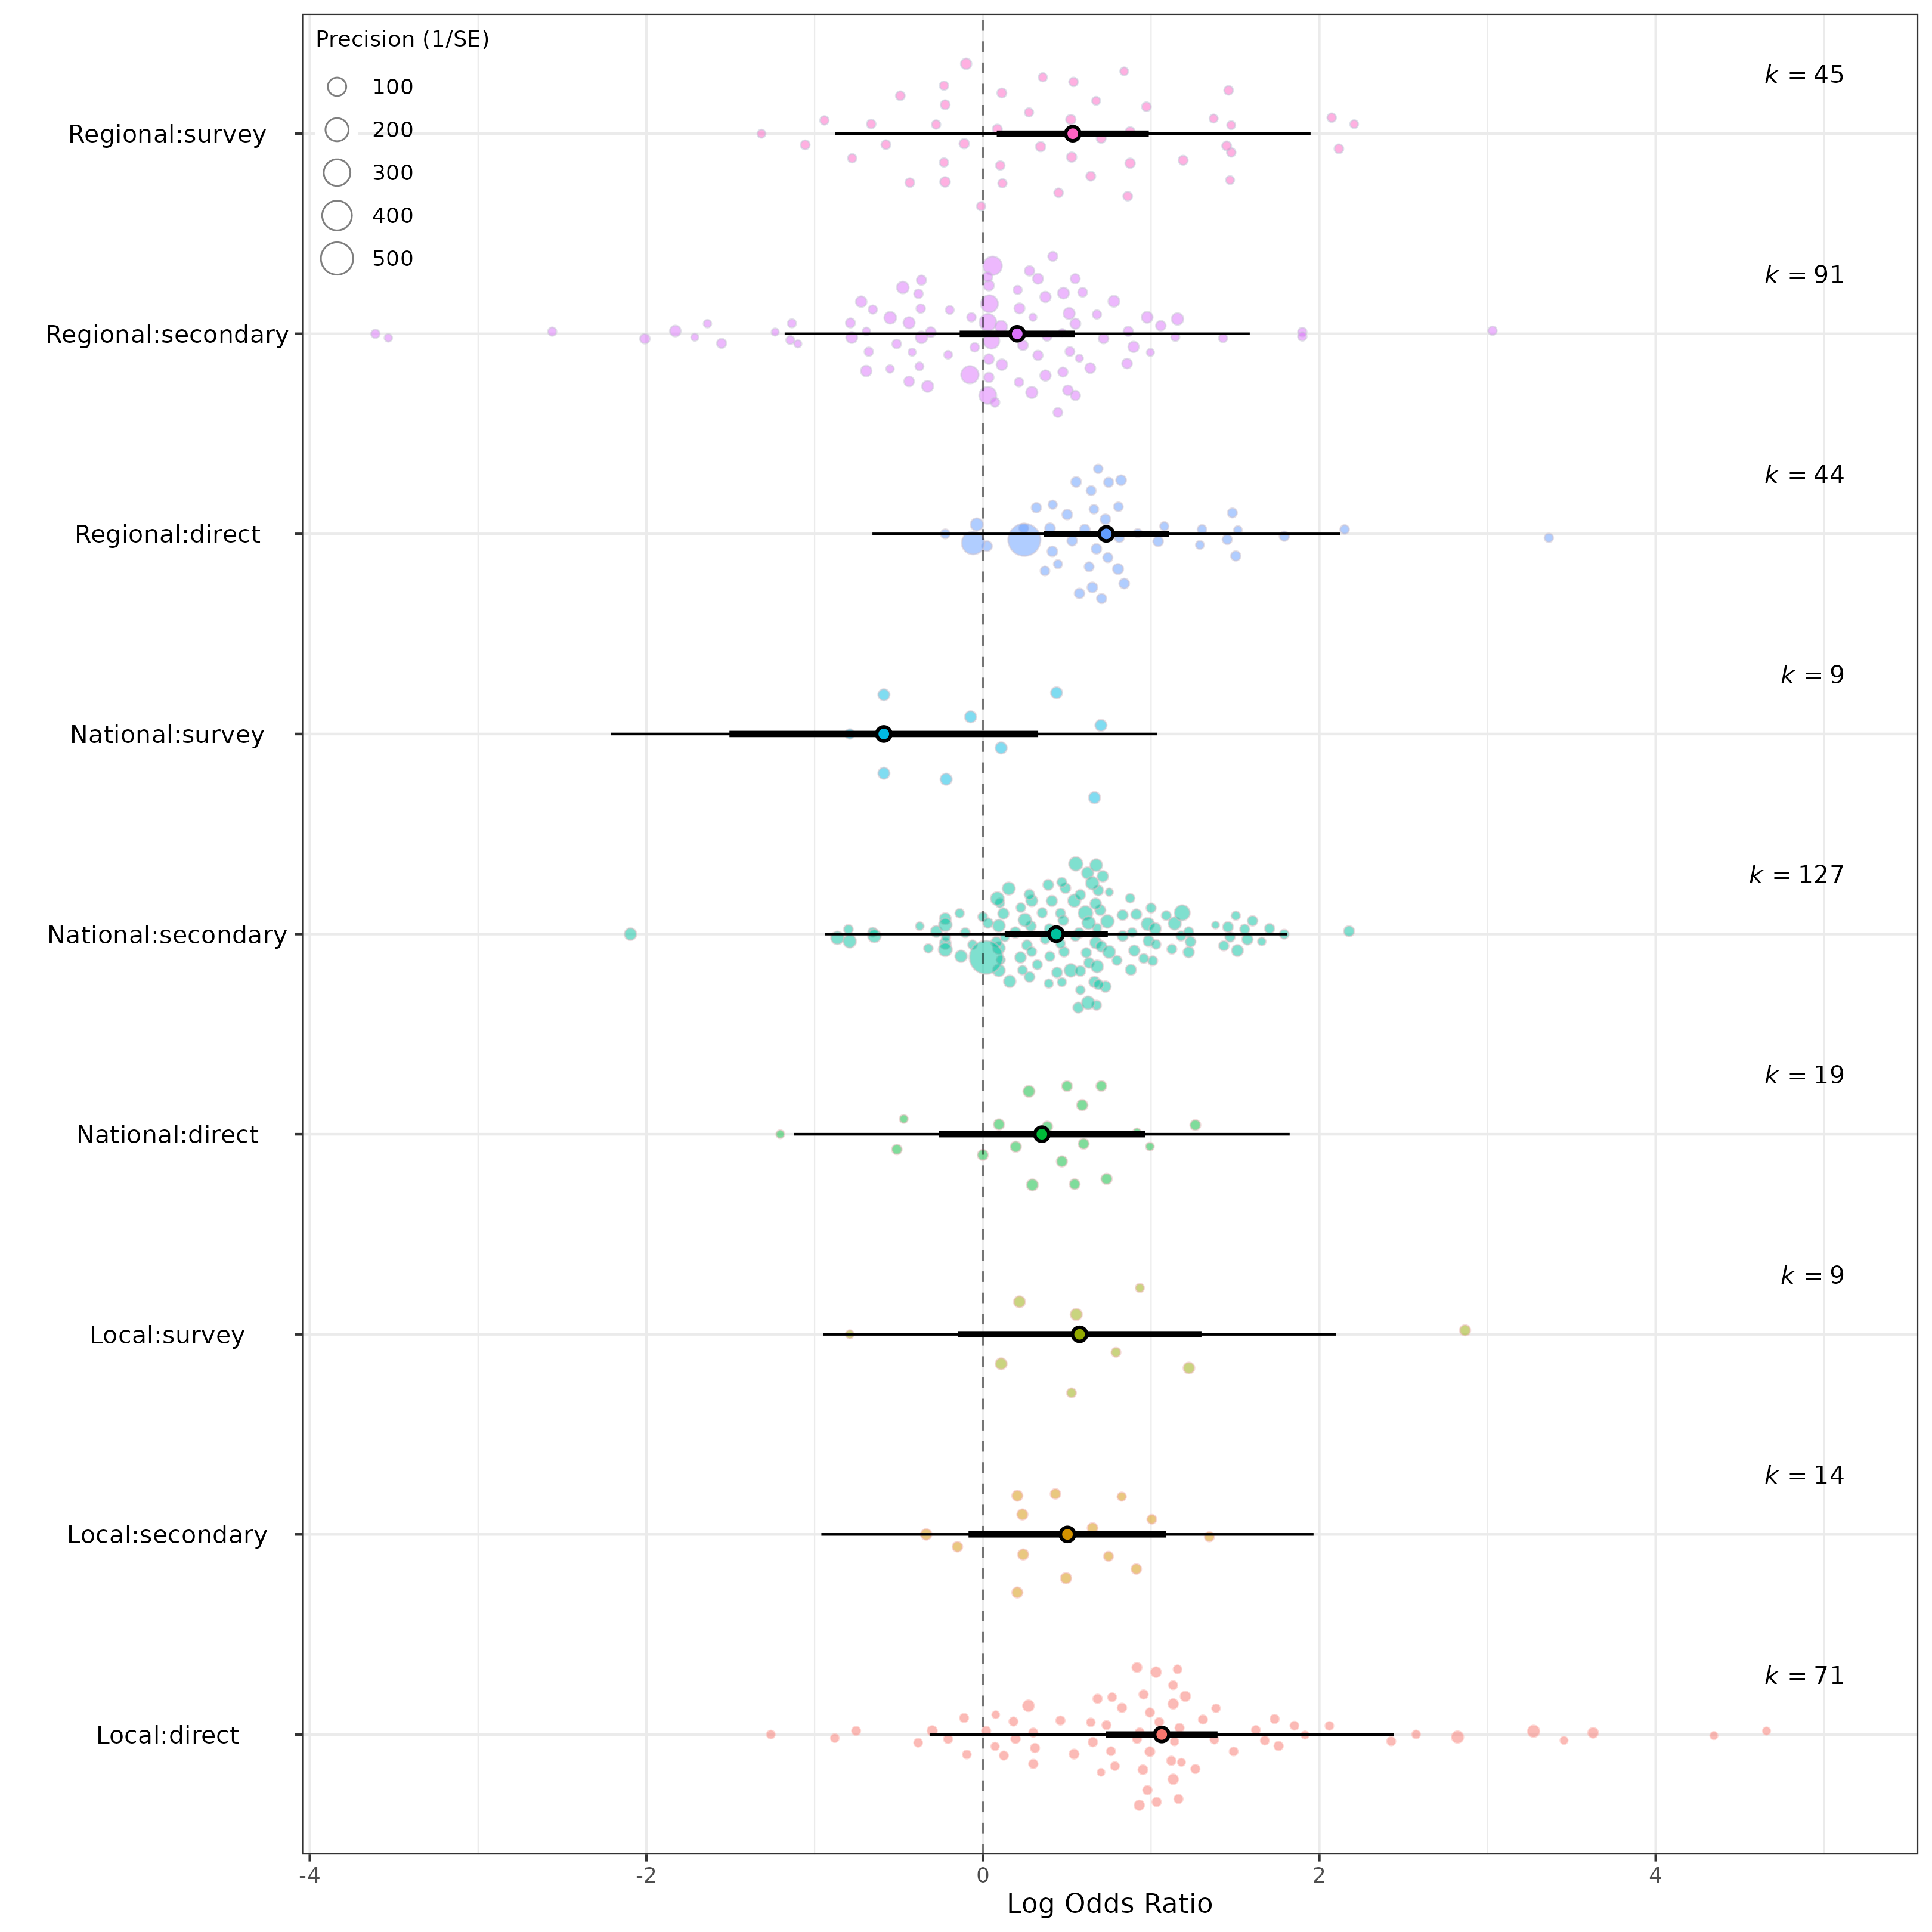 Precision (1/SE)
100
200
300
400
500
Regional:survey
k = 45
Regional:secondary
k = 91
Regional:direct
k = 44
National:survey
k = 9
National:secondary
k = 127
National:direct
k = 19
Local:survey
k = 9
Local:secondary
k = 14
Local:direct
k = 71
-4 -2 0 2 4
Log Odds Ratio